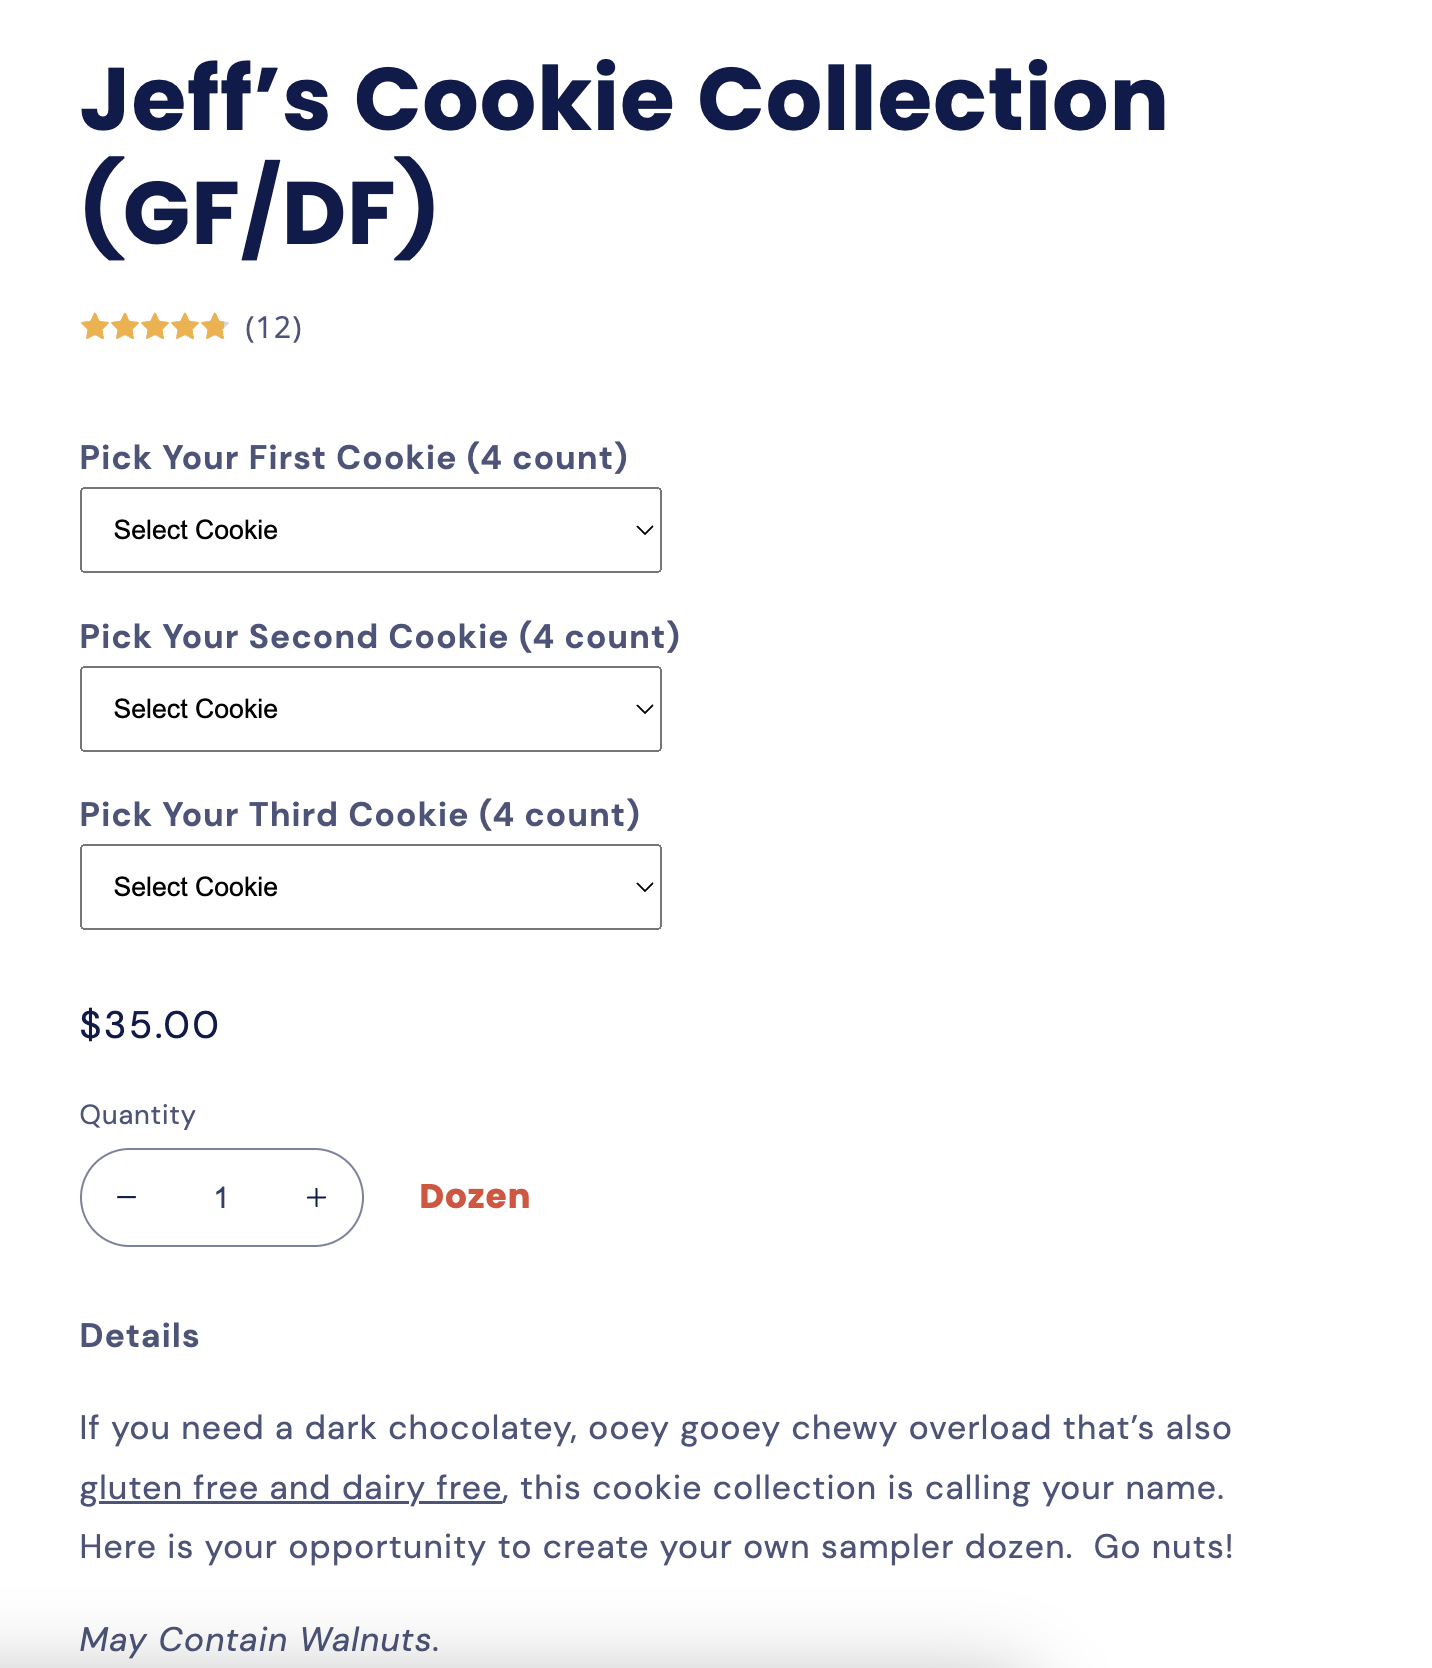 Jeff’s Cookie Collection
(GF/DF)
(12)
Pick Your First Cookie (4 count)
Select Cookie
Pick Your Second Cookie (4 count)
Select Cookie
Pick Your Third Cookie (4 count)
Select Cookie
$35.00
Quantity
− 1 +
Dozen
Details
If you need a dark chocolatey, ooey gooey chewy overload that’s also
gluten free and dairy free, this cookie collection is calling your name.
Here is your opportunity to create your own sampler dozen.  Go nuts!
May Contain Walnuts.